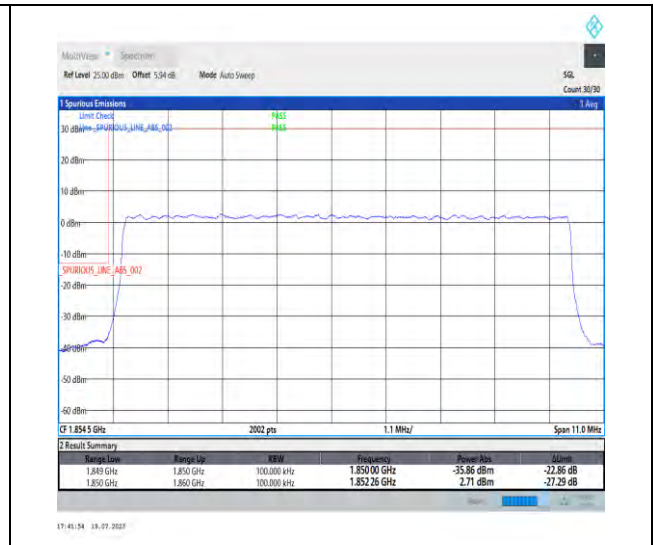 MultiView Spectrum
Ref Level 25.00 dBm Offset 5.94 dB Mode Auto Sweep SGL
Count 30/30
1 Spurious Emissions 1 Avg
Limit Check PASS
30 dBm Line _SPURIOUS_LINE_ABS_002 PASS
20 dBm
10 dBm
0 dBm
-10 dBm
_SPURIOUS_LINE_ABS_002
-20 dBm
-30 dBm
-40 dBm
-50 dBm
-60 dBm
CF 1.854 5 GHz 2002 pts 1.1 MHz/ Span 11.0 MHz
2 Result Summary
Range Low Range Up RBW Frequency Power Abs ΔLimit
1.849 GHz 1.850 GHz 100.000 kHz 1.850 00 GHz -35.86 dBm -22.86 dB
1.850 GHz 1.860 GHz 100.000 kHz 1.852 26 GHz 2.71 dBm -27.29 dB
17:41:54 19.07.2023